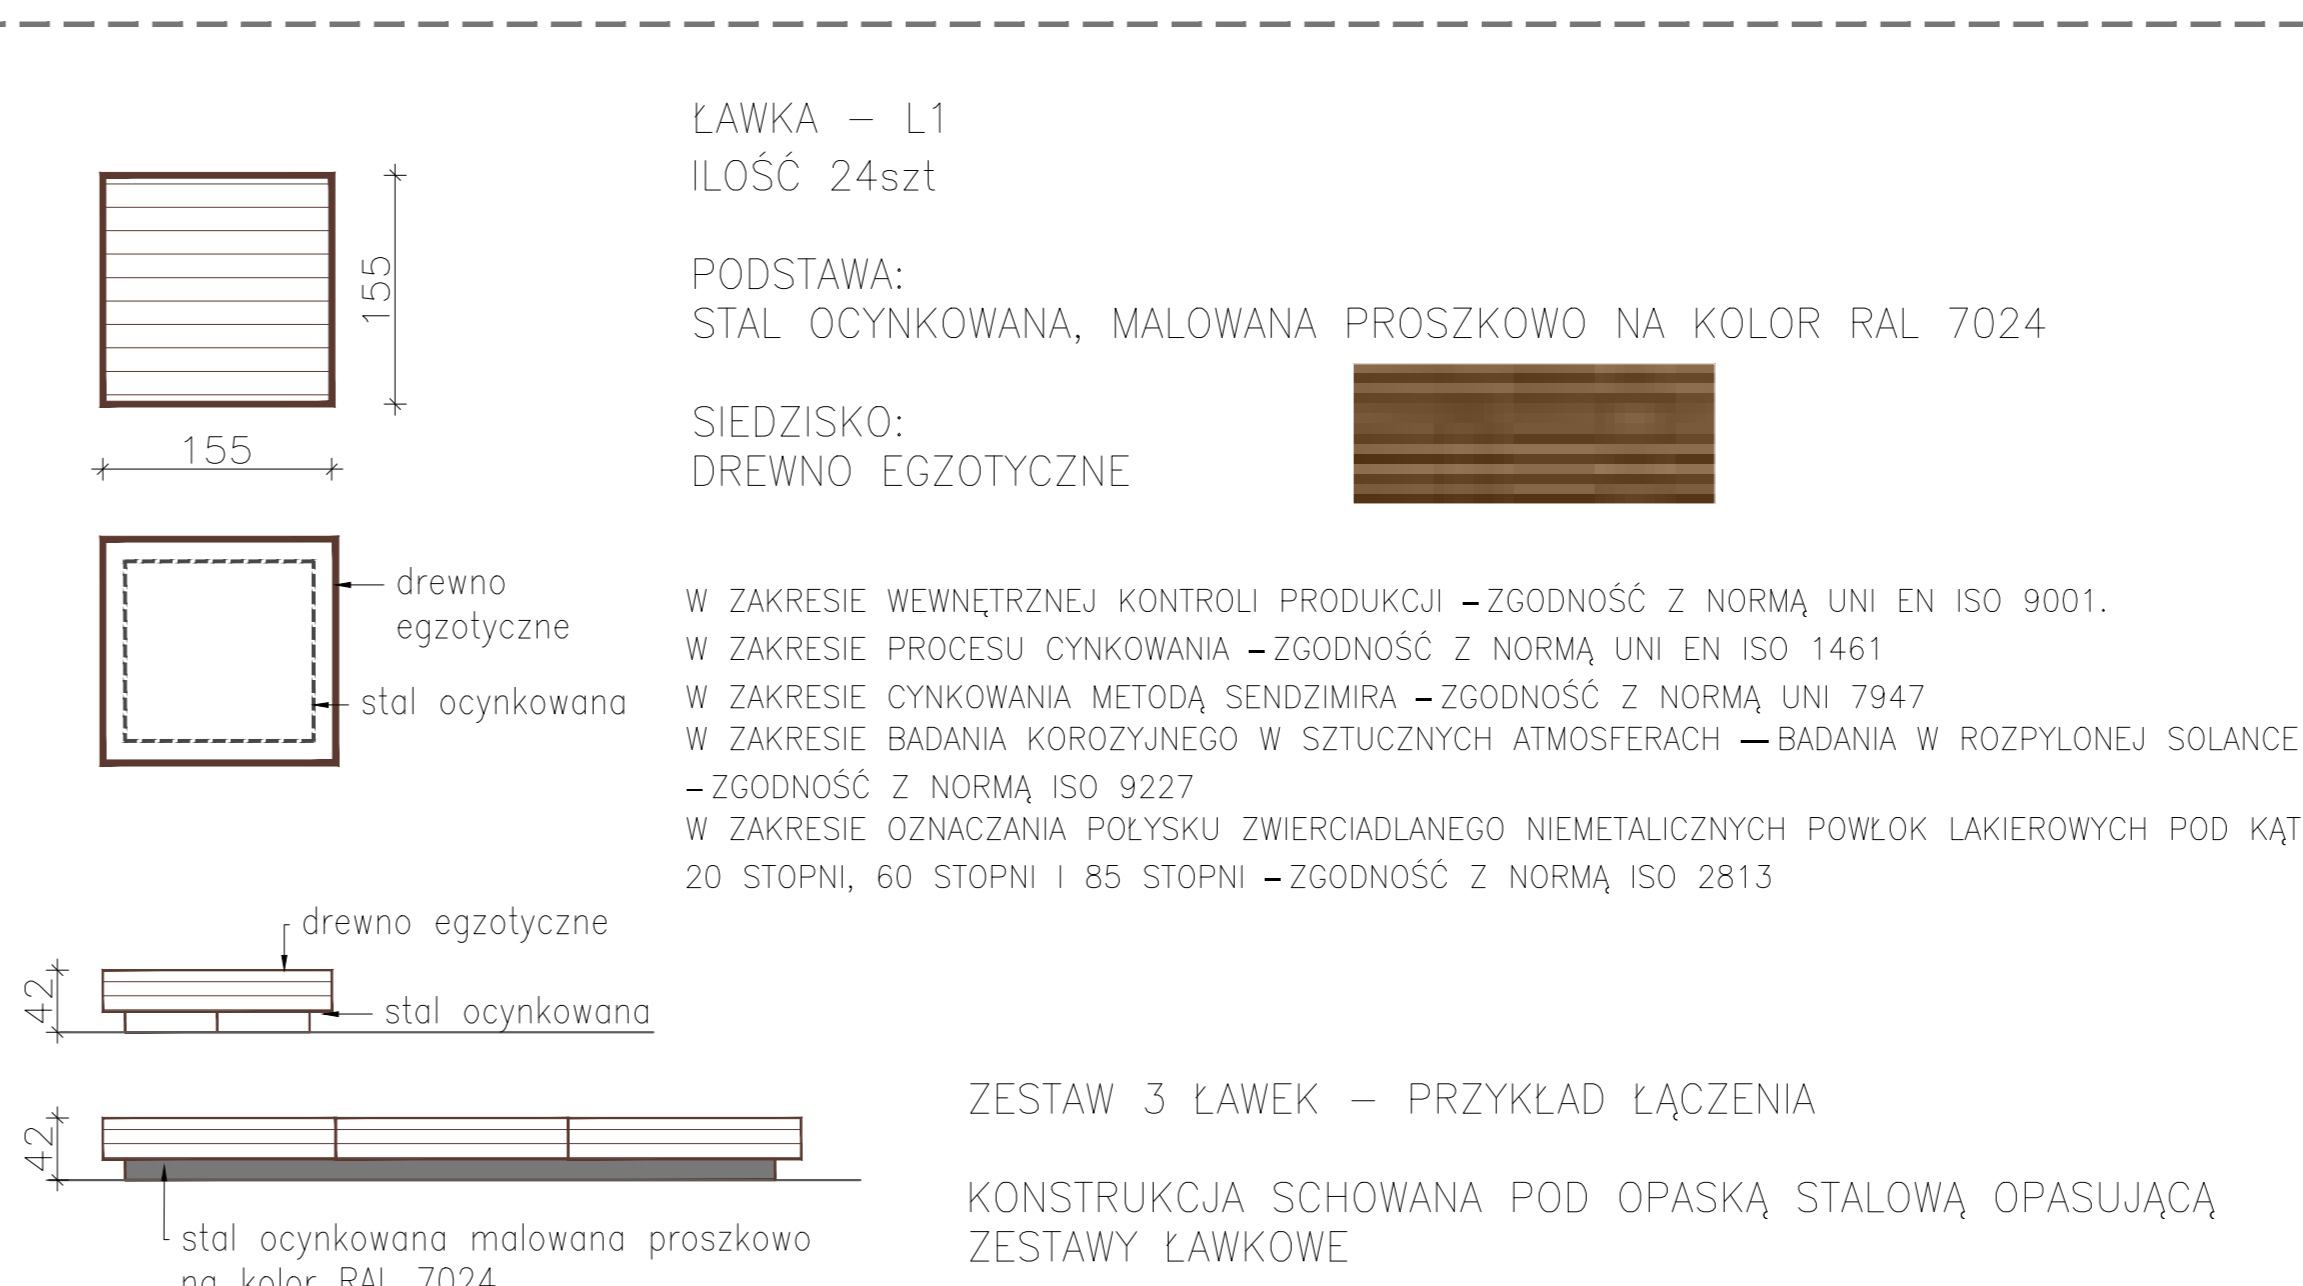 ŁAWKA – L1
ILOŚĆ 24szt
PODSTAWA:
STAL OCYNKOWANA, MALOWANA PROSZKOWO NA KOLOR RAL 7024
SIEDZISKO:
DREWNO EGZOTYCZNE
155
155
drewno
egzotyczne
stal ocynkowana
W ZAKRESIE WEWNĘTRZNEJ KONTROLI PRODUKCJI – ZGODNOŚĆ Z NORMĄ UNI EN ISO 9001.
W ZAKRESIE PROCESU CYNKOWANIA – ZGODNOŚĆ Z NORMĄ UNI EN ISO 1461
W ZAKRESIE CYNKOWANIA METODĄ SENDZIMIRA – ZGODNOŚĆ Z NORMĄ UNI 7947
W ZAKRESIE BADANIA KOROZYJNEGO W SZTUCZNYCH ATMOSFERACH — BADANIA W ROZPYLONEJ SOLANCE
– ZGODNOŚĆ Z NORMĄ ISO 9227
W ZAKRESIE OZNACZANIA POŁYSKU ZWIERCIADLANEGO NIEMETALICZNYCH POWŁOK LAKIEROWYCH POD KĄT
20 STOPNI, 60 STOPNI I 85 STOPNI – ZGODNOŚĆ Z NORMĄ ISO 2813
drewno egzotyczne
42
stal ocynkowana
42
stal ocynkowana malowana proszkowo
na kolor RAL 7024
ZESTAW 3 ŁAWEK – PRZYKŁAD ŁĄCZENIA
KONSTRUKCJA SCHOWANA POD OPASKĄ STALOWĄ OPASUJĄCĄ
ZESTAWY ŁAWKOWE